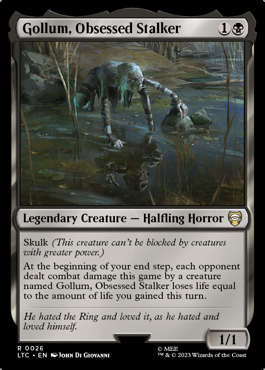 Gollum, Obsessed Stalker 1
Legendary Creature — Halfling Horror
Skulk (This creature can't be blocked by creatures
with greater power.)
At the beginning of your end step, each opponent
dealt combat damage this game by a creature
named Gollum, Obsessed Stalker loses life equal
to the amount of life you gained this turn.
He hated the Ring and loved it, as he hated and
loved himself.
1/1
R 0026
LTC • EN John Di Giovanni
© MEE
™ & © 2023 Wizards of the Coast